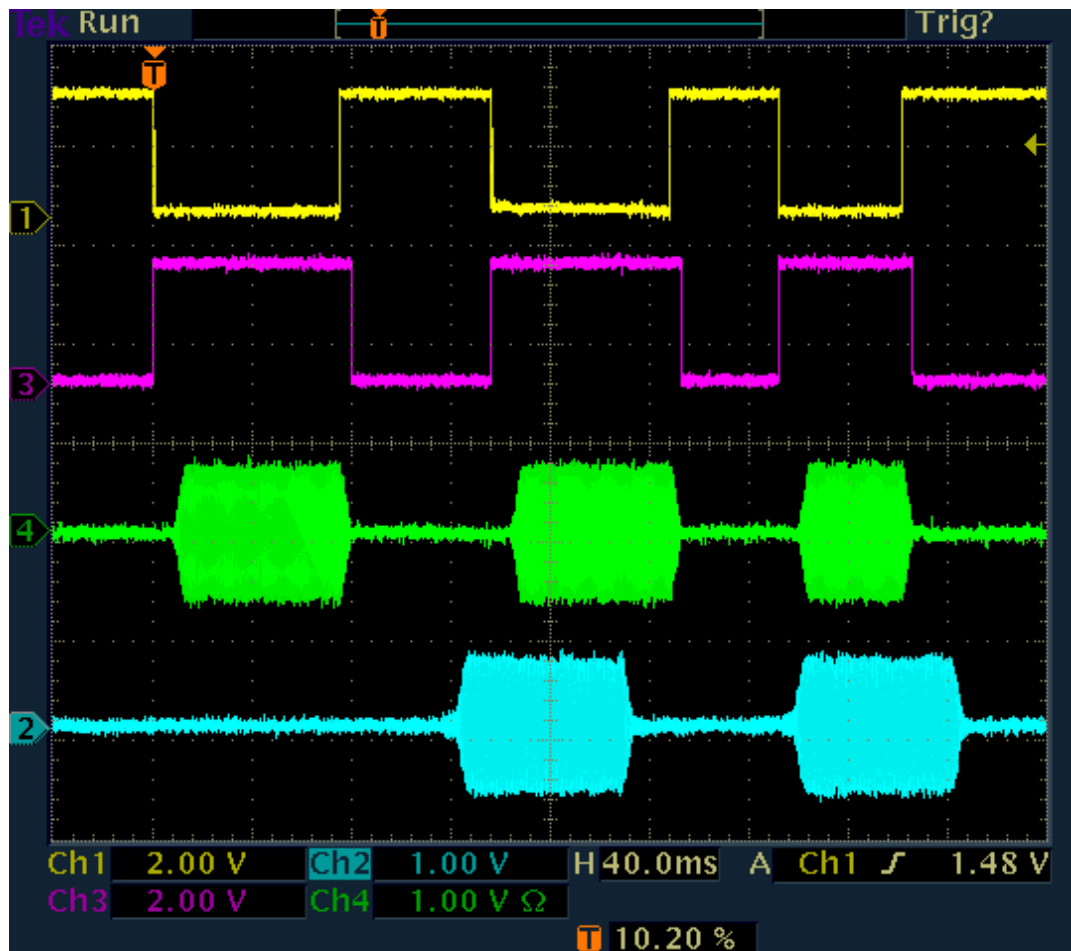 Tek Run Trig?
T
T
1
3
4
2
Ch1 2.00 V Ch2 1.00 V H 40.0ms A Ch1 1.48 V
Ch3 2.00 V Ch4 1.00 V Ω
T 10.20 %